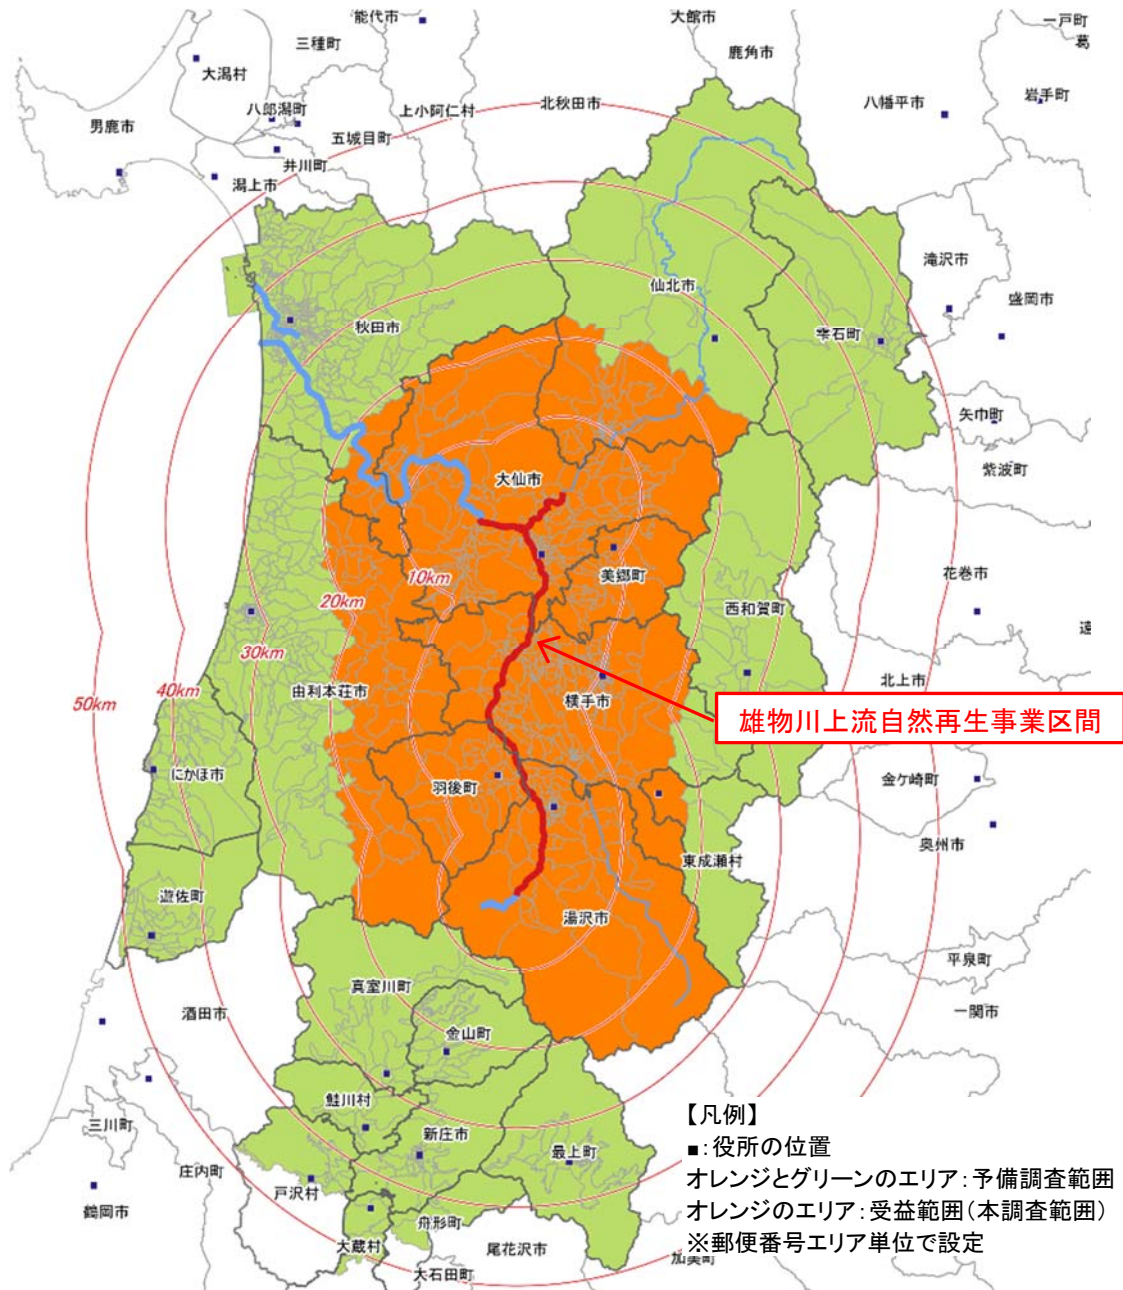 能代市
大館市
一戸町
葛
三種町
鹿角市
大潟村
八幡平市
岩手町
八郎潟町
上小阿仁村
北秋田市
男鹿市
五城目町
井川町
潟上市
滝沢市
仙北市
盛岡市
秋田市
雫石町
矢巾町
紫波町
大仙市
10km
美郷町
花巻市
20km
西和賀町
遠
30km
北上市
40km
由利本荘市
横手市
50km
雄物川上流自然再生事業区間
にかほ市
羽後町
金ケ崎町
奥州市
東成瀬村
遊佐町
湯沢市
平泉町
真室川町
酒田市
一関市
金山町
鮭川村
三川町
新庄市
最上町
庄内町
戸沢村
鶴岡市
舟形町
大蔵村
尾花沢市
加美町
大石田町
【凡例】
■:役所の位置
オレンジとグリーンのエリア:予備調査範囲
オレンジのエリア:受益範囲(本調査範囲)
※郵便番号エリア単位で設定